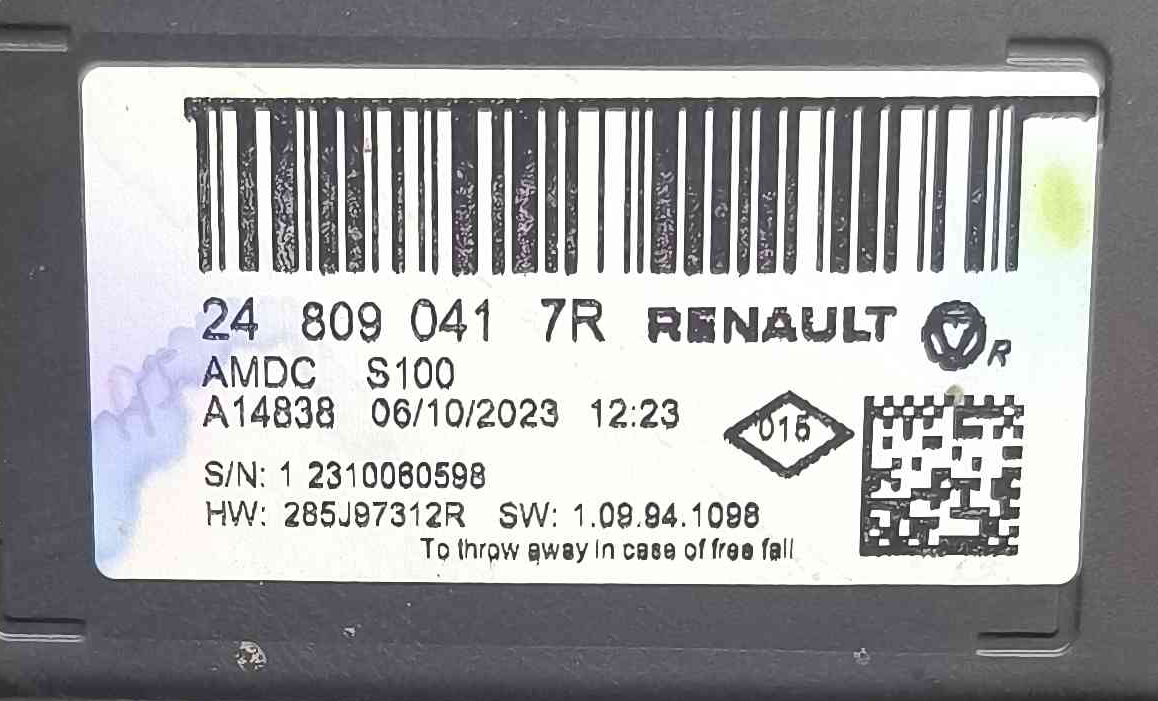 24 809 041 7R RENAULT R
AMDC S100
A14838 06/10/2023 12:23
015
S/N: 1 2310060598
HW: 285J97312R SW: 1.09.94.1098
To throw away in case of free fall